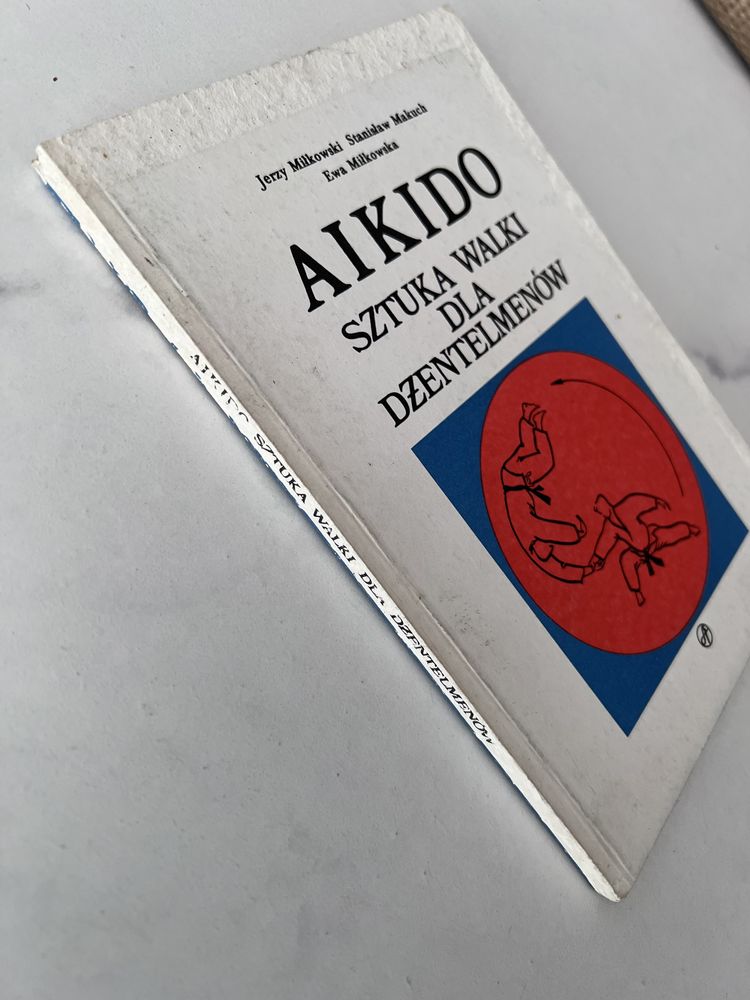 Jerzy Miłkowski Stanisław Makuch
Ewa Miłkowska
AIKIDO
SZTUKA WALKI
DLA
DŻENTELMENÓW
AIKIDO SZTUKA WALKI DLA DŻENTELMENÓW